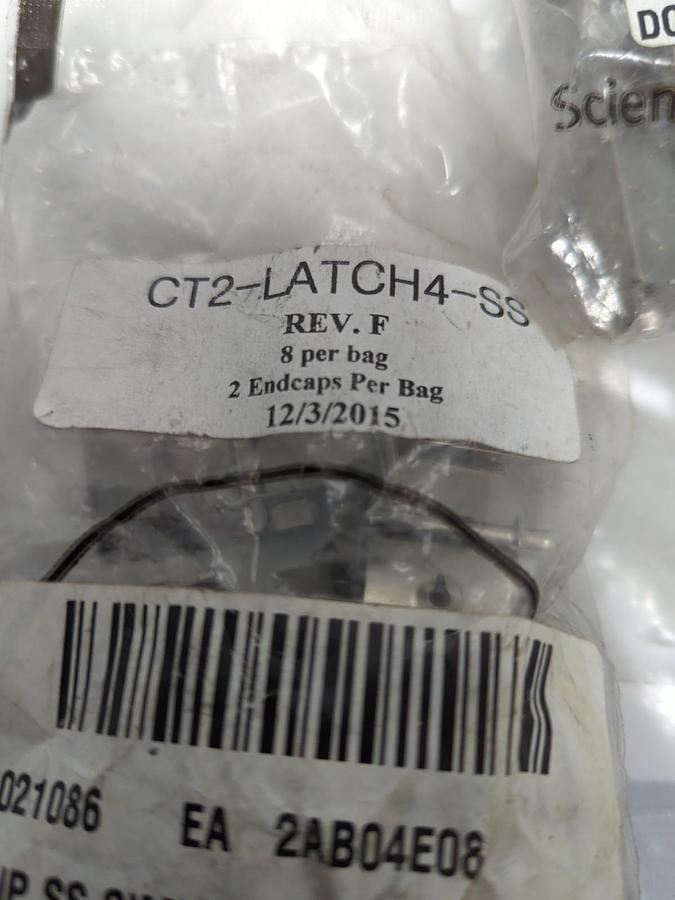 DO
Scien
CT2-LATCH4-SS
REV. F
8 per bag
2 Endcaps Per Bag
12/3/2015
021086 EA 2AB04E08
SS